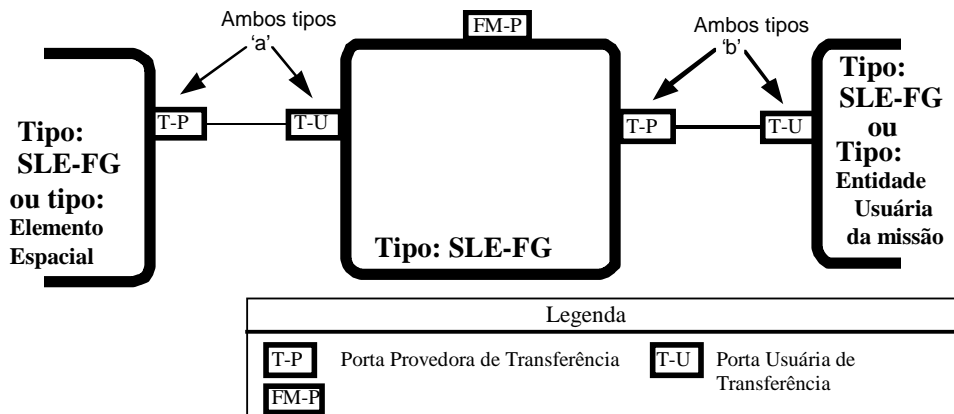 Ambos tipos
'a'
FM-P
Ambos tipos
'b'
T-P
T-U
T-P
T-U
Tipo:
SLE-FG
ou tipo:
Elemento
Espacial
Tipo: SLE-FG
Tipo:
SLE-FG
ou
Tipo:
Entidade
Usuária
da missão
Legenda
T-P Porta Provedora de Transferência
T-U Porta Usuária de
Transferência
FM-P